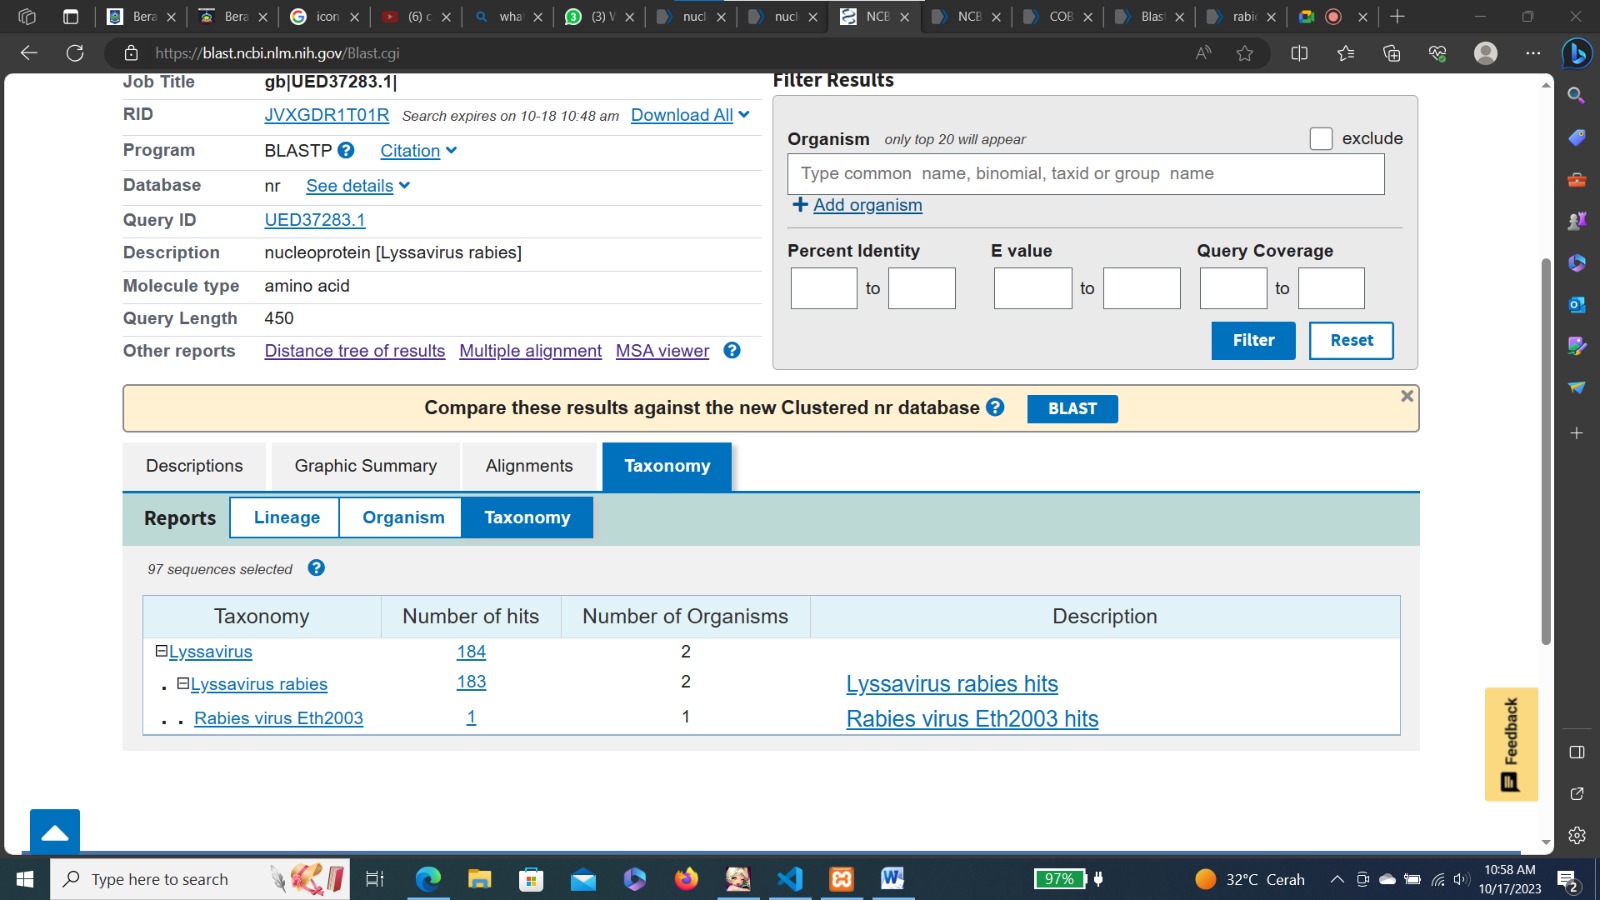 Bera
Bera
icon
(6) c
wha
(3) V
nucl
nucl
NCB
NCB
COB
Blast
rabie
https://blast.ncbi.nlm.nih.gov/Blast.cgi
Job Title gb|UED37283.1|
RID JVXGDR1T01R Search expires on 10-18 10:48 am Download All
Program BLASTP ? Citation
Database nr See details
Query ID UED37283.1
Description nucleoprotein [Lyssavirus rabies]
Molecule type amino acid
Query Length 450
Other reports Distance tree of results Multiple alignment MSA viewer ?
Filter Results
Organism only top 20 will appear exclude
Type common name, binomial, taxid or group name
+ Add organism
Percent Identity E value Query Coverage
to to to
Filter Reset
Compare these results against the new Clustered nr database ? BLAST
Descriptions Graphic Summary Alignments Taxonomy
Reports Lineage Organism Taxonomy
97 sequences selected ?
Taxonomy Number of hits Number of Organisms Description
Lyssavirus 184 2
. Lyssavirus rabies 183 2 Lyssavirus rabies hits
. . Rabies virus Eth2003 1 1 Rabies virus Eth2003 hits
Feedback
Type here to search
97%
32°C Cerah
10:58 AM
10/17/2023
2